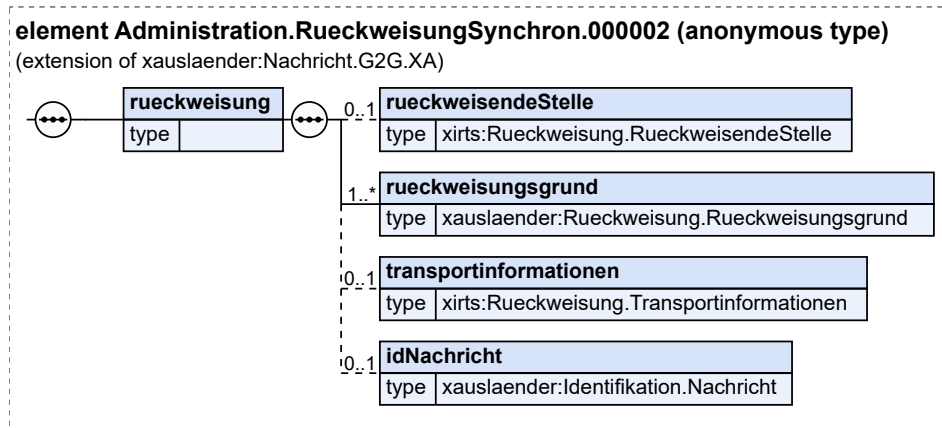 element Administration.RueckweisungSynchron.000002 (anonymous type)
(extension of xauslaender:Nachricht.G2G.XA)
rueckweisung
type
0..1
rueckweisendeStelle
type xirts:Rueckweisung.RueckweisendeStelle
1..*
rueckweisungsgrund
type xauslaender:Rueckweisung.Rueckweisungsgrund
0..1
transportinformationen
type xirts:Rueckweisung.Transportinformationen
0..1
idNachricht
type xauslaender:Identifikation.Nachricht